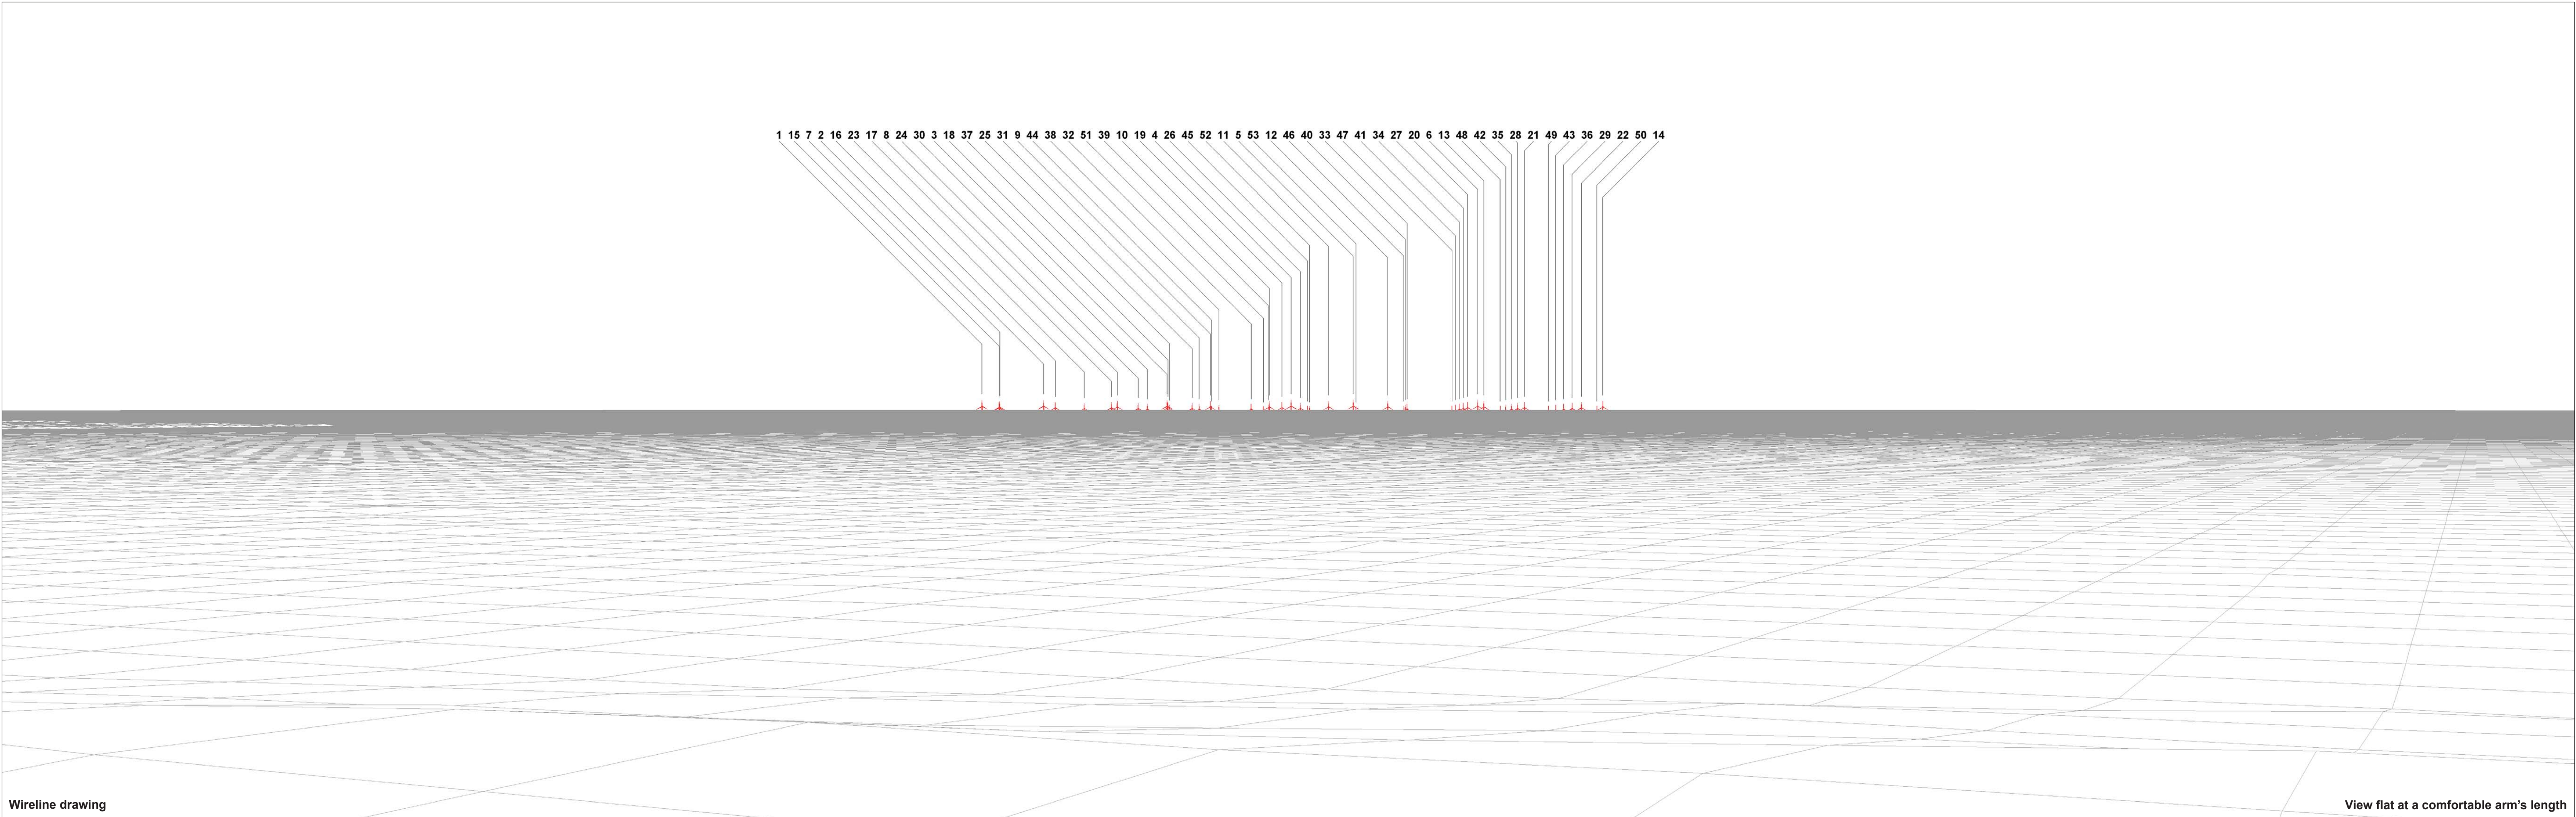 1 15 7 2 16 23 17 8 24 30 3 18 37 25 31 9 44 38 32 51 39 10 19 4 26 45 52 11 5 53 12 46 40 33 47 41 34 27 20 6 13 48 42 35 28 21 49 43 36 29 22 50 14
Wireline drawing
View flat at a comfortable arm’s length